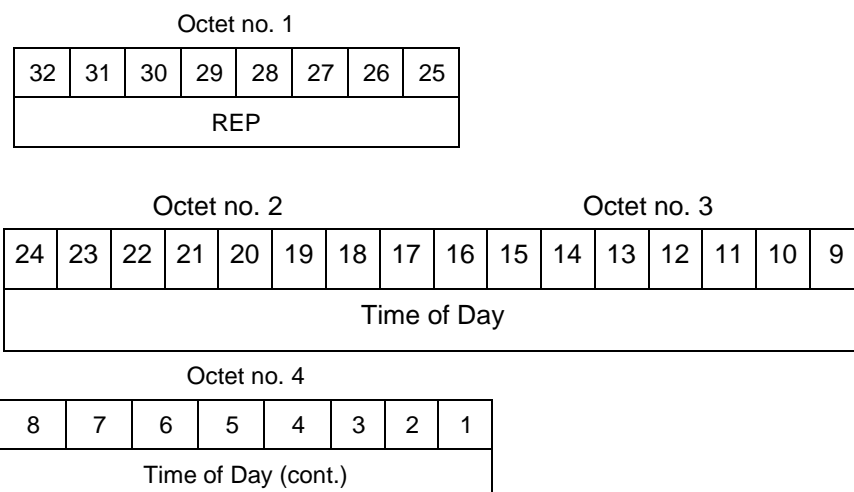 Octet no. 1
32 31 30 29 28 27 26 25
REP
Octet no. 2 Octet no. 3
24 23 22 21 20 19 18 17 16 15 14 13 12 11 10 9
Time of Day
Octet no. 4
8 7 6 5 4 3 2 1
Time of Day (cont.)